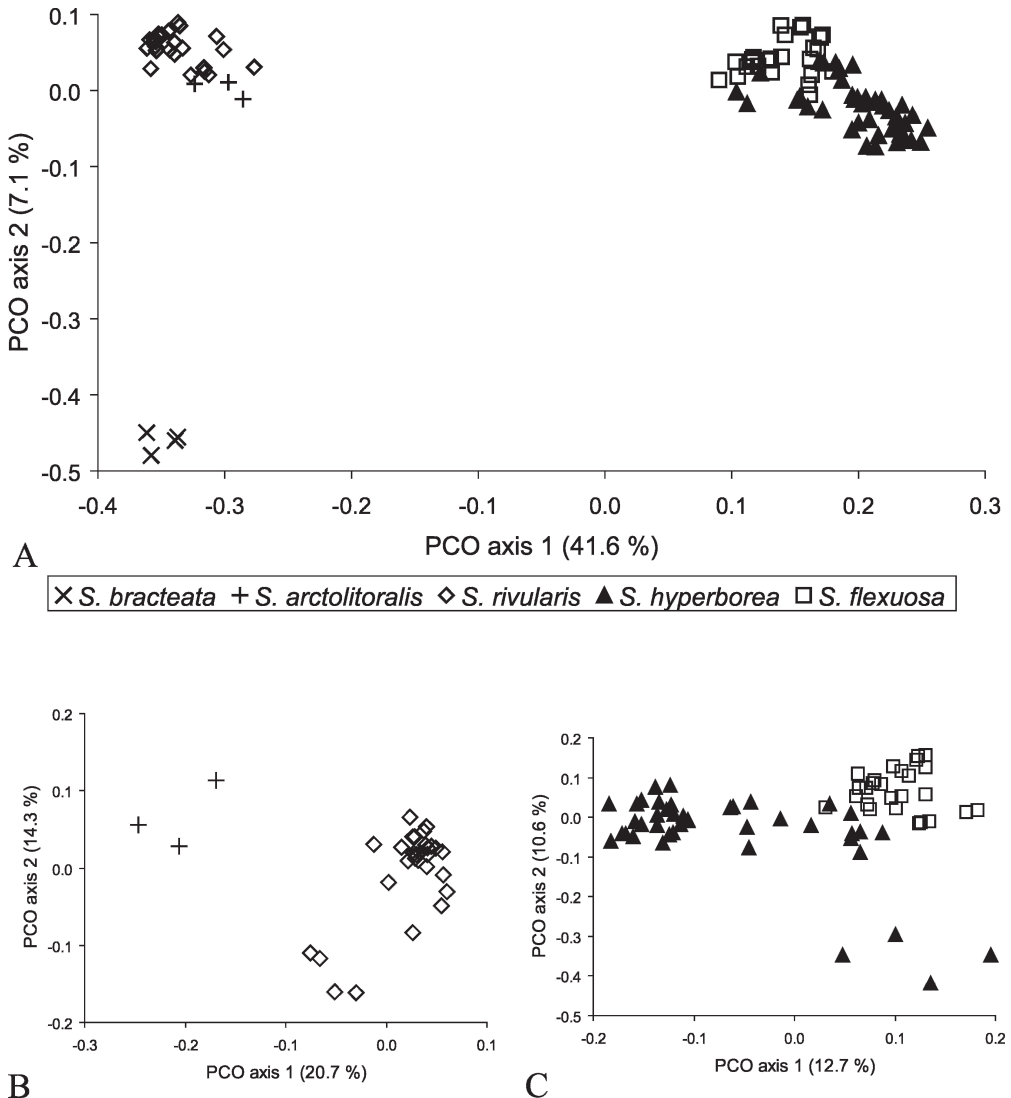 0.1
0.0
-0.1
-0.2
-0.3
-0.4
-0.5
PCO axis 2 (7.1 %)
-0.4 -0.3 -0.2 -0.1 0.0 0.1 0.2 0.3
PCO axis 1 (41.6 %)
A
S. bracteata S. arctolitoralis S. rivularis S. hyperborea S. flexuosa
0.2
0.1
0.0
-0.1
-0.2
PCO axis 2 (14.3 %)
-0.3 -0.2 -0.1 0.0 0.1
PCO axis 1 (20.7 %)
B
0.2
0.1
0.0
-0.1
-0.2
-0.3
-0.4
-0.5
PCO axis 2 (10.6 %)
-0.2 -0.1 0.0 0.1 0.2
PCO axis 1 (12.7 %)
C